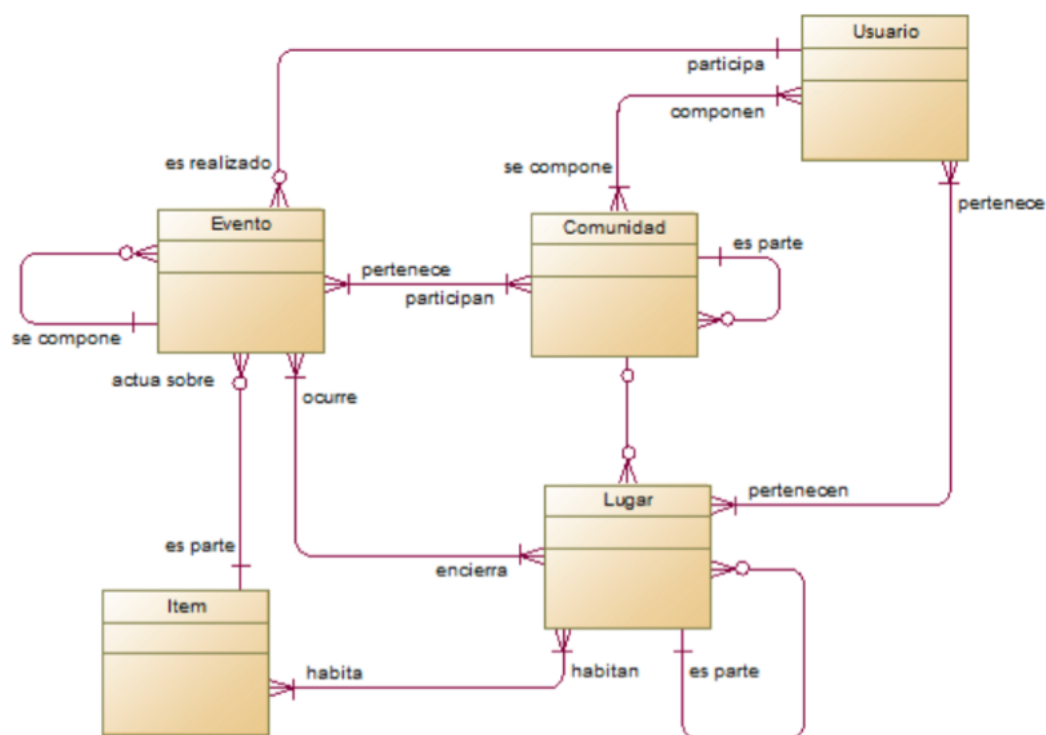 Usuario
participa
componen
es realizado
se compone
pertenece
Evento
Comunidad
es parte
pertenece
participan
se compone
actua sobre
ocurre
Lugar
pertenecen
es parte
encierra
Item
habita
habitan
es parte